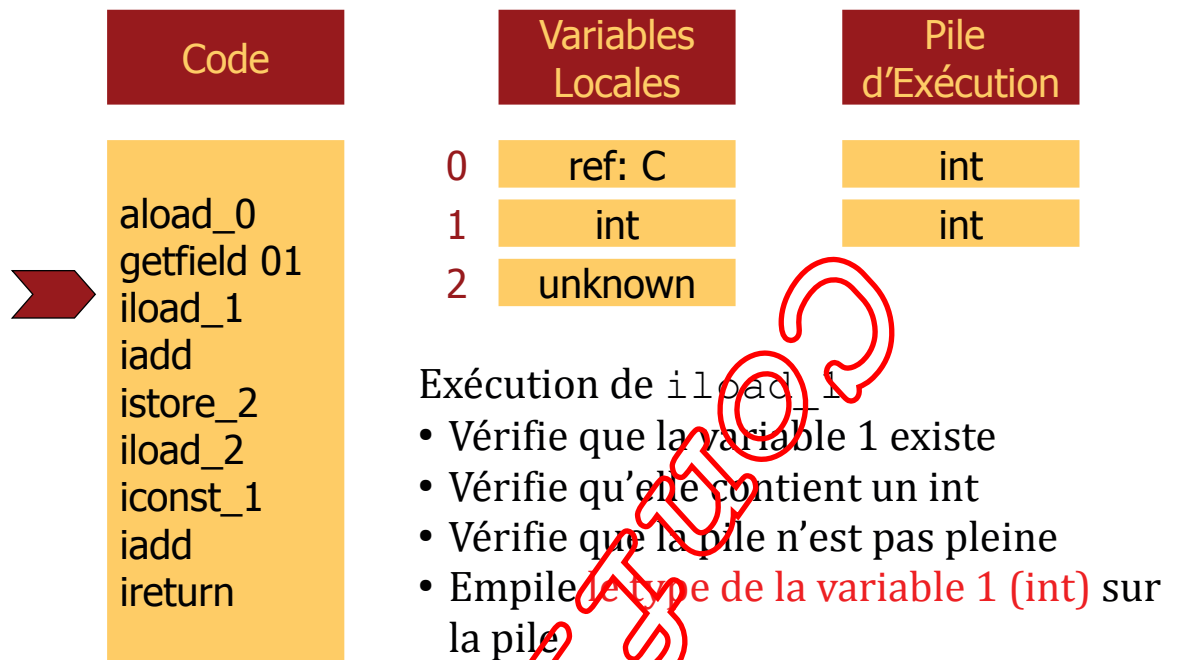 Code
Variables
Locales
Pile
d'Exécution
aload_0
getfield 01
iload_1
iadd
istore_2
iload_2
iconst_1
iadd
ireturn
0 ref: C
1 int
2 unknown
int
int
Exécution de iload_1
• Vérifie que la variable 1 existe
• Vérifie qu'elle contient un int
• Vérifie que la pile n'est pas pleine
• Empile le type de la variable 1 (int) sur
la pile